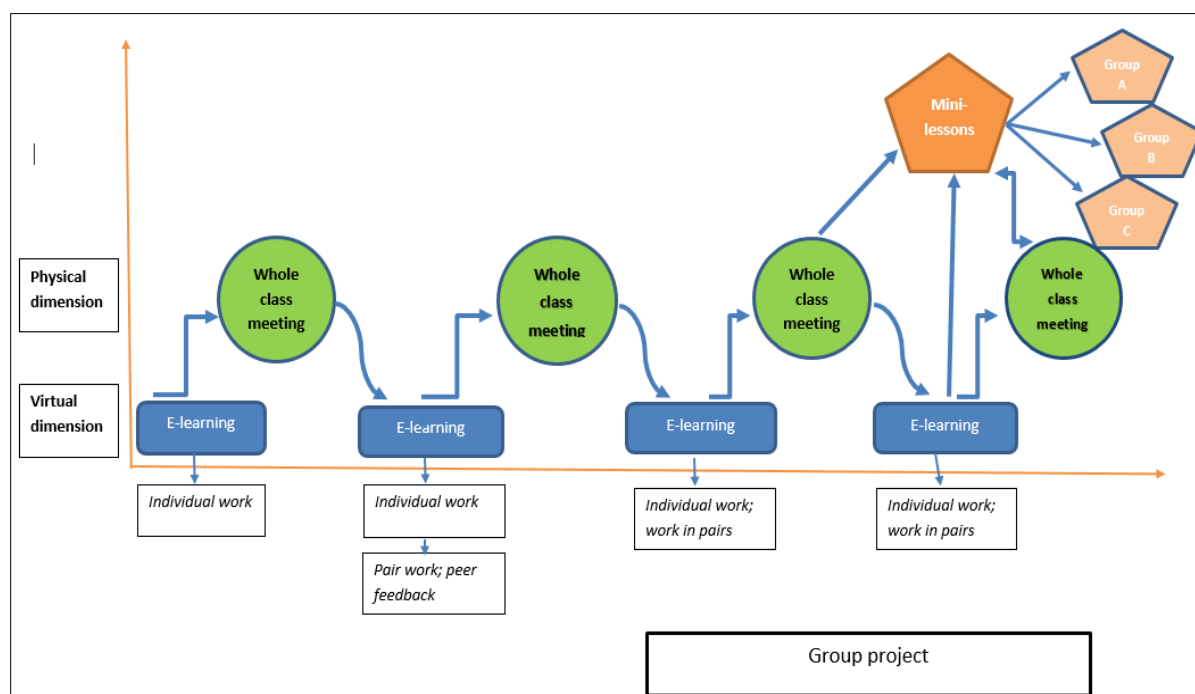 Group
A
Mini-
lessons
Group
B
Group
C
Physical
dimension
Whole
class
meeting
Whole
class
meeting
Whole
class
meeting
Whole
class
meeting
Virtual
dimension
E-learning
E-learning
E-learning
E-learning
Individual work
Individual work
Individual work;
work in pairs
Individual work;
work in pairs
Pair work; peer
feedback
Group project